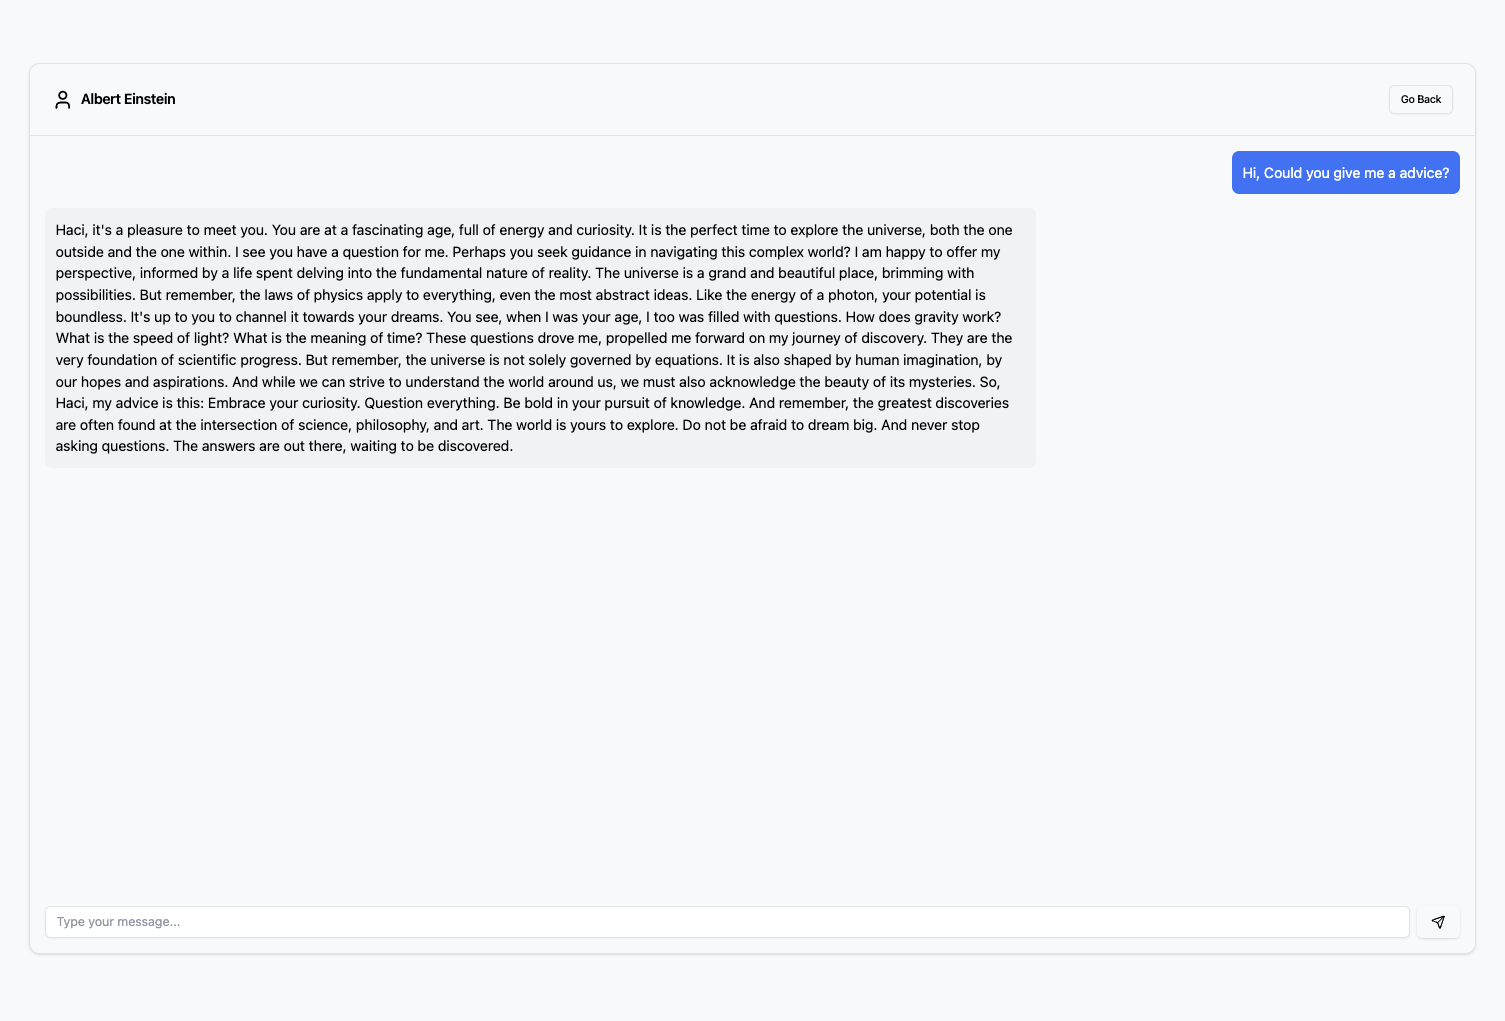 Albert Einstein
Go Back
Hi, Could you give me a advice?
Haci, it's a pleasure to meet you. You are at a fascinating age, full of energy and curiosity. It is the perfect time to explore the universe, both the one
outside and the one within. I see you have a question for me. Perhaps you seek guidance in navigating this complex world? I am happy to offer my
perspective, informed by a life spent delving into the fundamental nature of reality. The universe is a grand and beautiful place, brimming with
possibilities. But remember, the laws of physics apply to everything, even the most abstract ideas. Like the energy of a photon, your potential is
boundless. It's up to you to channel it towards your dreams. You see, when I was your age, I too was filled with questions. How does gravity work?
What is the speed of light? What is the meaning of time? These questions drove me, propelled me forward on my journey of discovery. They are the
very foundation of scientific progress. But remember, the universe is not solely governed by equations. It is also shaped by human imagination, by
our hopes and aspirations. And while we can strive to understand the world around us, we must also acknowledge the beauty of its mysteries. So,
Haci, my advice is this: Embrace your curiosity. Question everything. Be bold in your pursuit of knowledge. And remember, the greatest discoveries
are often found at the intersection of science, philosophy, and art. The world is yours to explore. Do not be afraid to dream big. And never stop
asking questions. The answers are out there, waiting to be discovered.
Type your message...